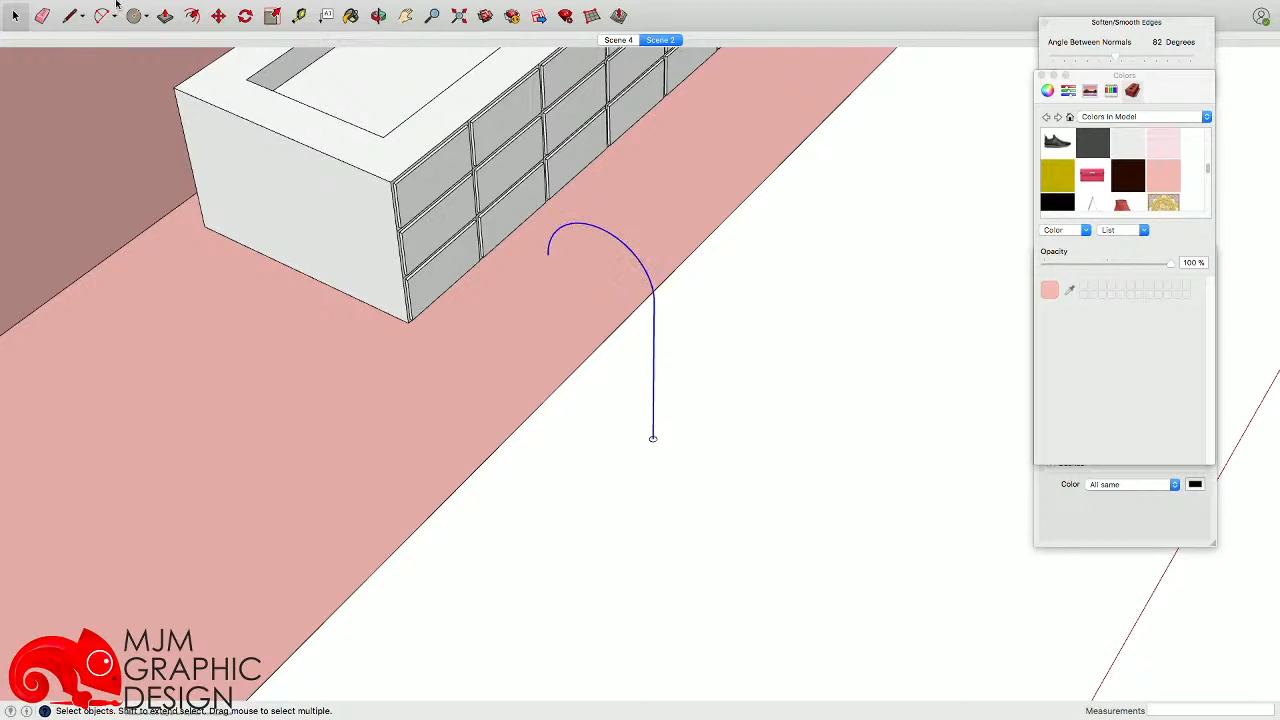 Soften/Smooth Edges
Scene 4
Scene 2
Angle Between Normals 82 Degrees
Colors
Colors In Model
Color
List
Opacity
100 %
Color All same
MJM
GRAPHIC
DESIGN
Select objects. Shift to extend select. Drag mouse to select multiple.
Measurements